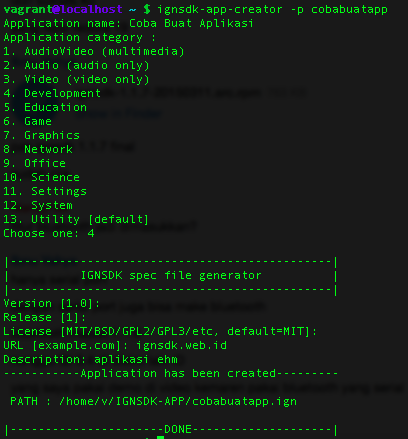 vagrant@localhost ~ $ ignsdk-app-creator -p cobabuatapp
Application name: Coba Buat Aplikasi
Application category :
1. AudioVideo (multimedia)
2. Audio (audio only)
3. Video (video only)
4. Development
5. Education
6. Game
7. Graphics
8. Network
9. Office
10. Science
11. Settings
12. System
13. Utility [default]
Choose one: 4
|-----------------------------------------|
| IGNSDK spec file generator |
|-----------------------------------------|
Version [1.0]:
Release [1]:
License [MIT/BSD/GPL2/GPL3/etc, default=MIT]:
URL [example.com]: ignsdk.web.id
Description: aplikasi ehm
----------Application has been created----------
PATH : /home/v/IGNSDK-APP/cobabuatapp.ign
|-------------------DONE------------------|